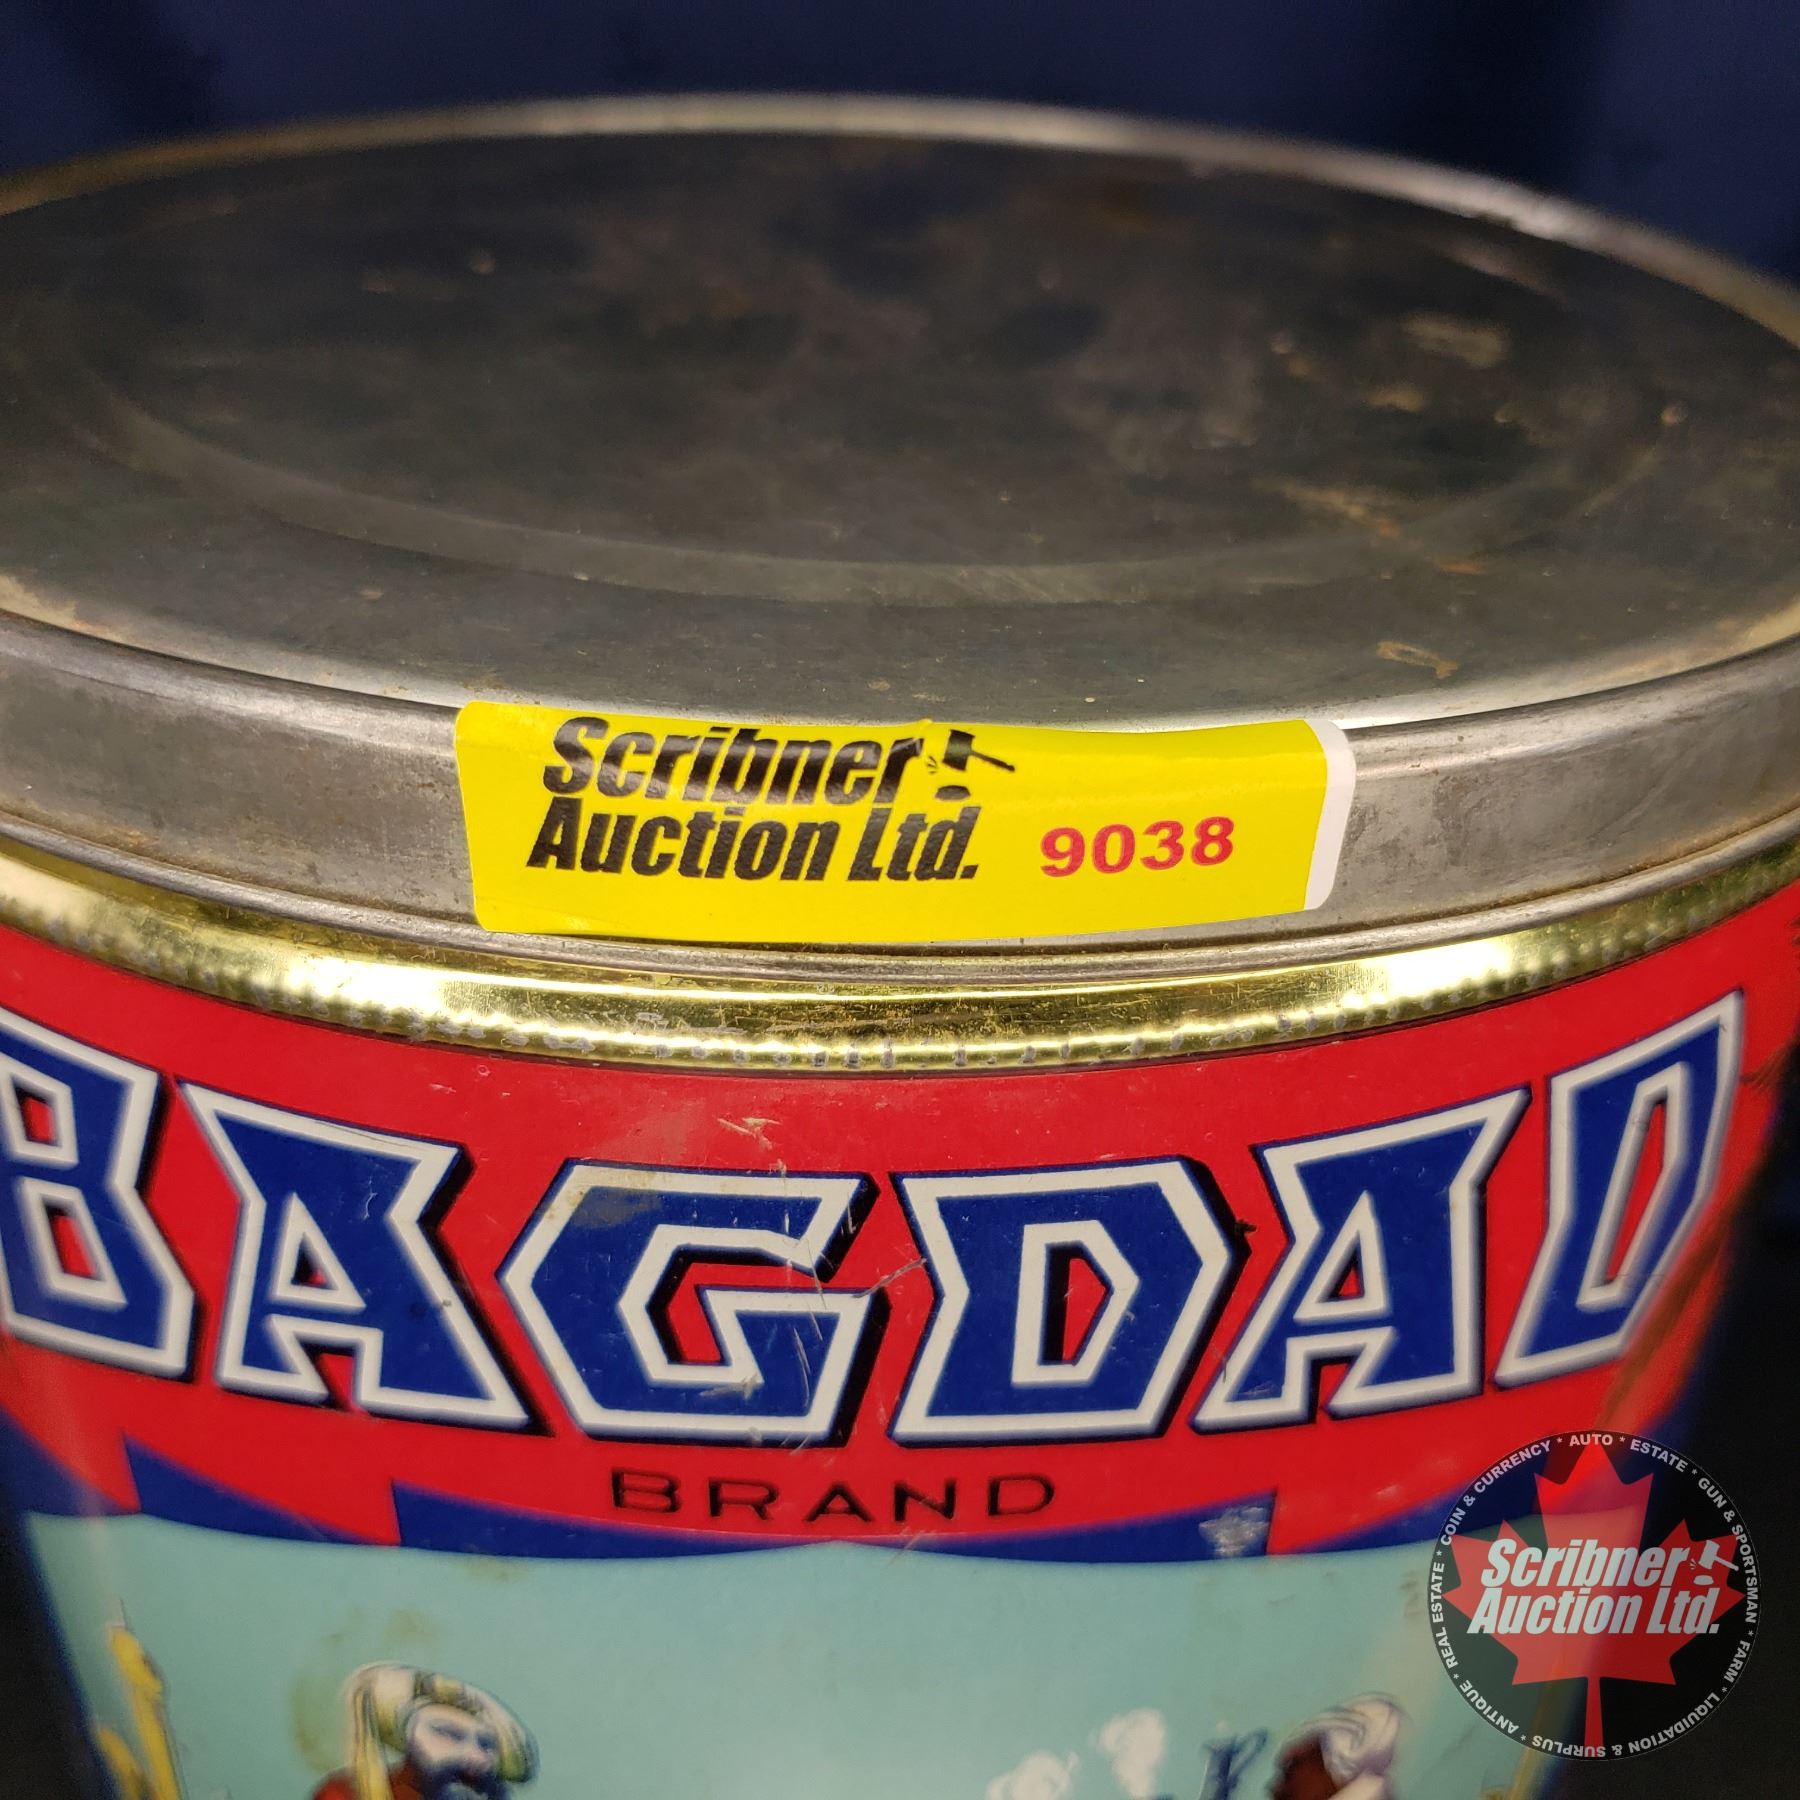 Scribner
Auction Ltd.
9038
BAGDAD
BRAND
COIN & CURRENCY * AUTO * ESTATE * GUN & SPORTSMAN * FARM * LIQUIDATION & SURPLUS * ANTIQUE * REAL ESTATE *
Scribner
Auction Ltd.